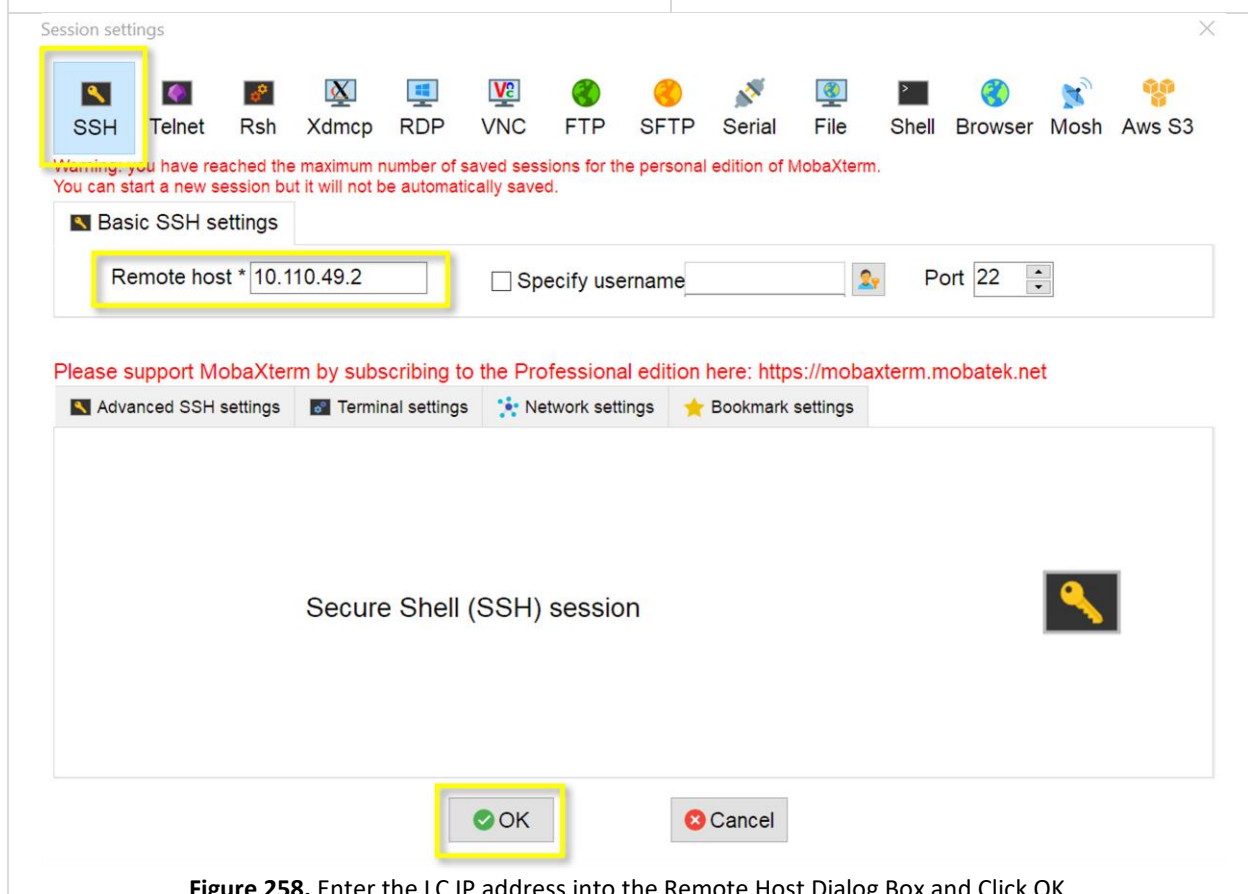 Session settings
SSH Telnet Rsh Xdmcp RDP VNC FTP SFTP Serial File Shell Browser Mosh Aws S3
Warning: you have reached the maximum number of saved sessions for the personal edition of MobaXterm.
You can start a new session but it will not be automatically saved.
Basic SSH settings
Remote host * 10.110.49.2 Specify username Port 22
Please support MobaXterm by subscribing to the Professional edition here: https://mobaxterm.mobatek.net
Advanced SSH settings Terminal settings Network settings Bookmark settings
Secure Shell (SSH) session
OK Cancel
Figure 258. Enter the LC IP address into the Remote Host Dialog Box and Click OK